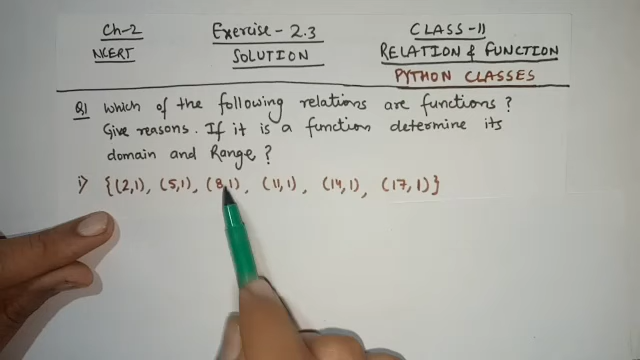 Ch-2 Exercise - 2.3 CLASS-11
NCERT SOLUTION RELATION & FUNCTION
PYTHON CLASSES
Q.1 which of the following relations are functions?
Give reasons. If it is a function determine its
domain and Range?
i) {(2,1), (5,1), (8,1), (11,1), (14,1), (17,1)}